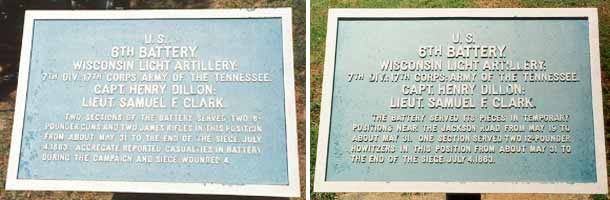 U.S.
6TH BATTERY,
WISCONSIN LIGHT ARTILLERY;
7TH DIV.: 17TH CORPS: ARMY OF THE TENNESSEE.
CAPT. HENRY DILLON:
LIEUT. SAMUEL F. CLARK.
TWO SECTIONS OF THE BATTERY SERVED TWO 6-
POUNDER GUNS AND TWO JAMES RIFLES IN THIS POSITION
FROM ABOUT MAY 31 TO THE END OF THE SIEGE, JULY
4, 1863. AGGREGATE REPORTED CASUALTIES IN BATTERY
DURING THE CAMPAIGN AND SIEGE; WOUNDED 4.
U.S.
6TH BATTERY,
WISCONSIN LIGHT ARTILLERY;
7TH DIV.: 17TH CORPS: ARMY OF THE TENNESSEE.
CAPT. HENRY DILLON:
LIEUT. SAMUEL F. CLARK.
THE BATTERY SERVED ITS PIECES IN TEMPORARY
POSITIONS NEAR THE JACKSON ROAD FROM MAY 19 TO
ABOUT MAY 31. ONE SECTION SERVED TWO 12-POUNDER
HOWITZERS IN THIS POSITION FROM ABOUT MAY 31 TO
THE END OF THE SIEGE, JULY 4, 1863.